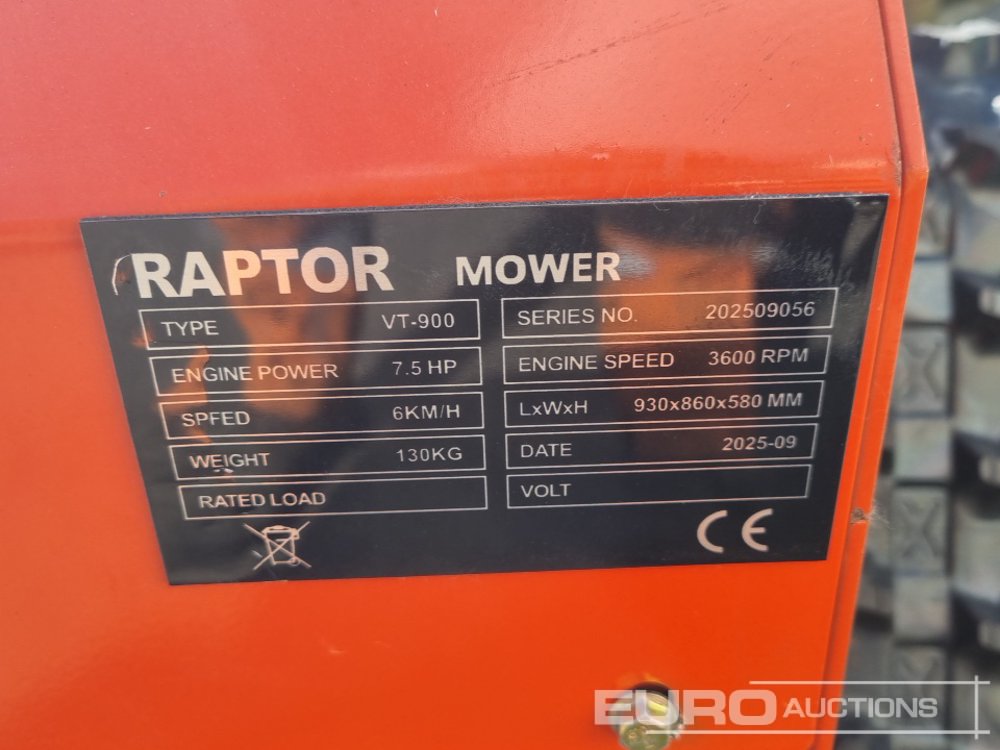 RAPTOR MOWER
TYPE VT-900 SERIES NO. 202509056
ENGINE POWER 7.5 HP ENGINE SPEED 3600 RPM
SPFED 6KM/H LxWxH 930x860x580 MM
WEIGHT 130KG DATE 2025-09
RATED LOAD VOLT
CE
EURO AUCTIONS